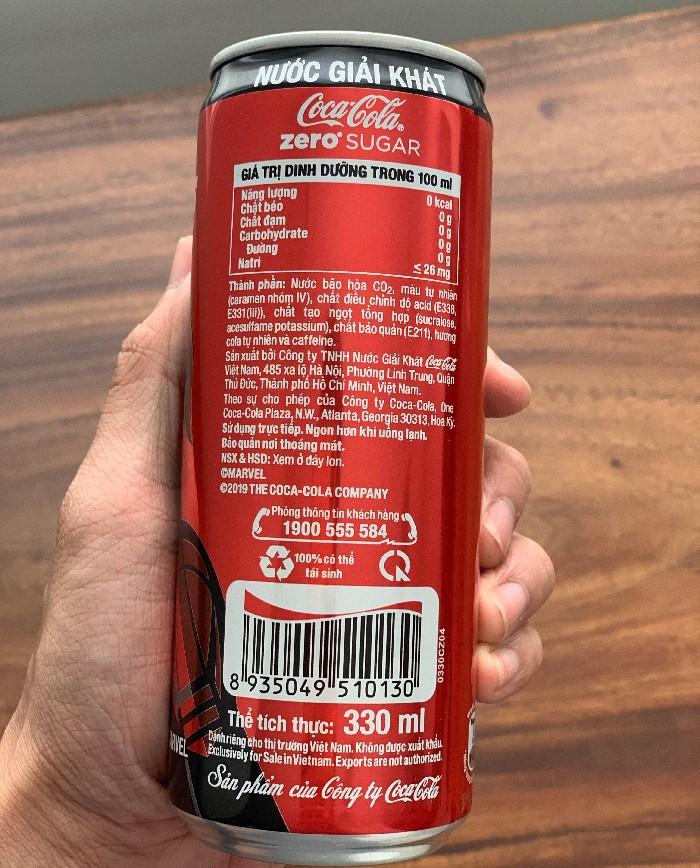 NƯỚC GIẢI KHÁT
Coca-Cola®
zero® SUGAR
GIÁ TRỊ DINH DƯỠNG TRONG 100 ml
Năng lượng 0 kcal
Chất béo 0 g
Chất đạm 0 g
Carbohydrate 0 g
Đường 0 g
Natri ≤ 26 mg
Thành phần: Nước bão hòa CO2, màu tự nhiên
(caramen nhóm IV), chất điều chỉnh độ acid (E338,
E331(iii)), chất tạo ngọt tổng hợp (sucralose,
acesulfame potassium), chất bảo quản (E211), hương
cola tự nhiên và caffeine.
Sản xuất bởi Công ty TNHH Nước Giải Khát Coca-Cola
Việt Nam, 485 xa lộ Hà Nội, Phường Linh Trung, Quận
Thủ Đức, Thành phố Hồ Chí Minh, Việt Nam.
Theo sự cho phép của Công ty Coca-Cola, One
Coca-Cola Plaza, N.W., Atlanta, Georgia 30313, Hoa Kỳ.
Sử dụng trực tiếp. Ngon hơn khi uống lạnh.
Bảo quản nơi thoáng mát.
NSX & HSD: Xem ở đáy lon.
©MARVEL
©2019 THE COCA-COLA COMPANY
Phòng thông tin khách hàng
1900 555 584
100% có thể
tái sinh
8 935049 510130
0330CZ04
Thể tích thực: 330 ml
Dành riêng cho thị trường Việt Nam. Không được xuất khẩu.
Exclusively for Sale in Vietnam. Exports are not authorized.
Sản phẩm của Công ty Coca-Cola